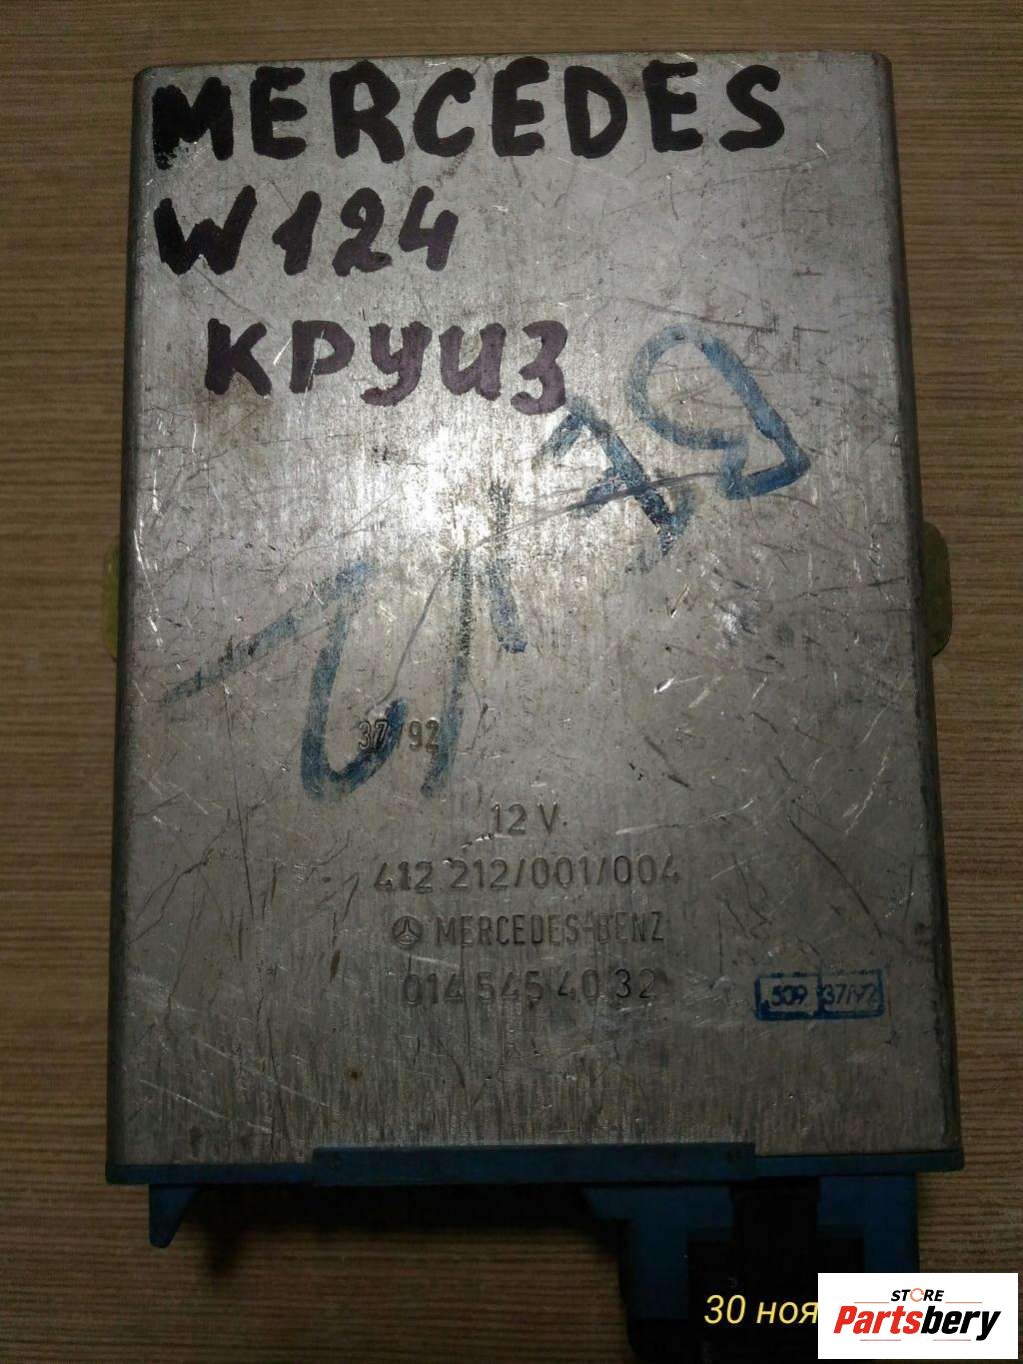 MERCEDES
W124
КРУИЗ
37 92
12 V
412 212/001/004
MERCEDES-BENZ
014 545 40 32
509 37/92
30 ноя
STORE
Partsbery